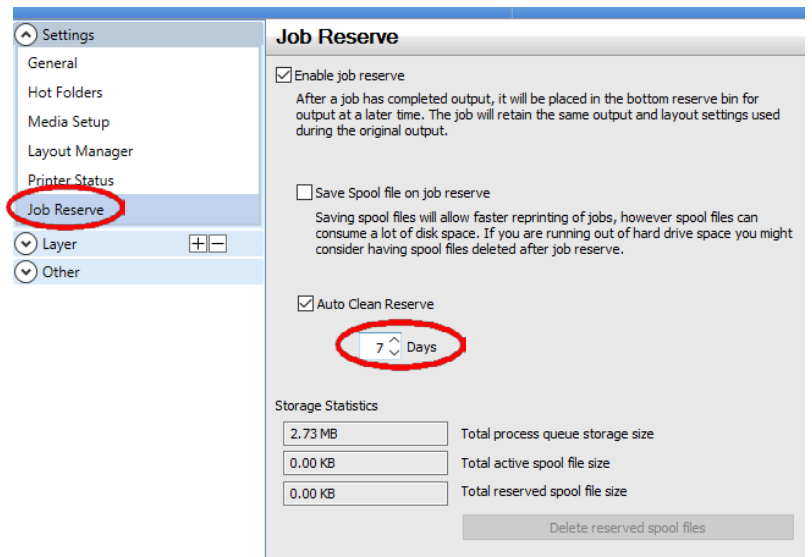 Settings
General
Hot Folders
Media Setup
Layout Manager
Printer Status
Job Reserve
Layer
Other
Job Reserve
Enable job reserve
After a job has completed output, it will be placed in the bottom reserve bin for
output at a later time. The job will retain the same output and layout settings used
during the original output.
Save Spool file on job reserve
Saving spool files will allow faster reprinting of jobs, however spool files can
consume a lot of disk space. If you are running out of hard drive space you might
consider having spool files deleted after job reserve.
Auto Clean Reserve
7 Days
Storage Statistics
2.73 MB Total process queue storage size
0.00 KB Total active spool file size
0.00 KB Total reserved spool file size
Delete reserved spool files